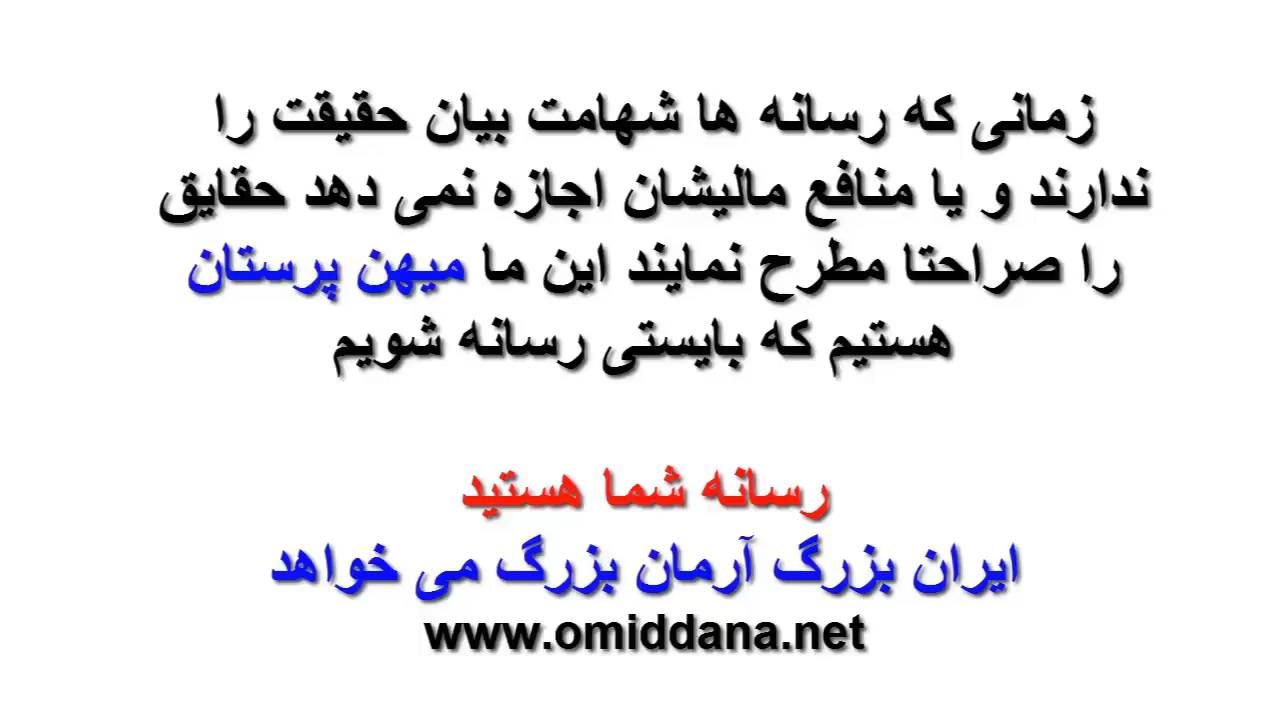 زمانی که رسانه ها شهامت بیان حقیقت را
ندارند و یا منافع مالیشان اجازه نمی دهد حقایق
را صراحتا مطرح نمایند این ما میهن پرستان
هستیم که بایستی رسانه شویم
رسانه شما هستید
ایران بزرگ آرمان بزرگ می خواهد
www.omiddana.net